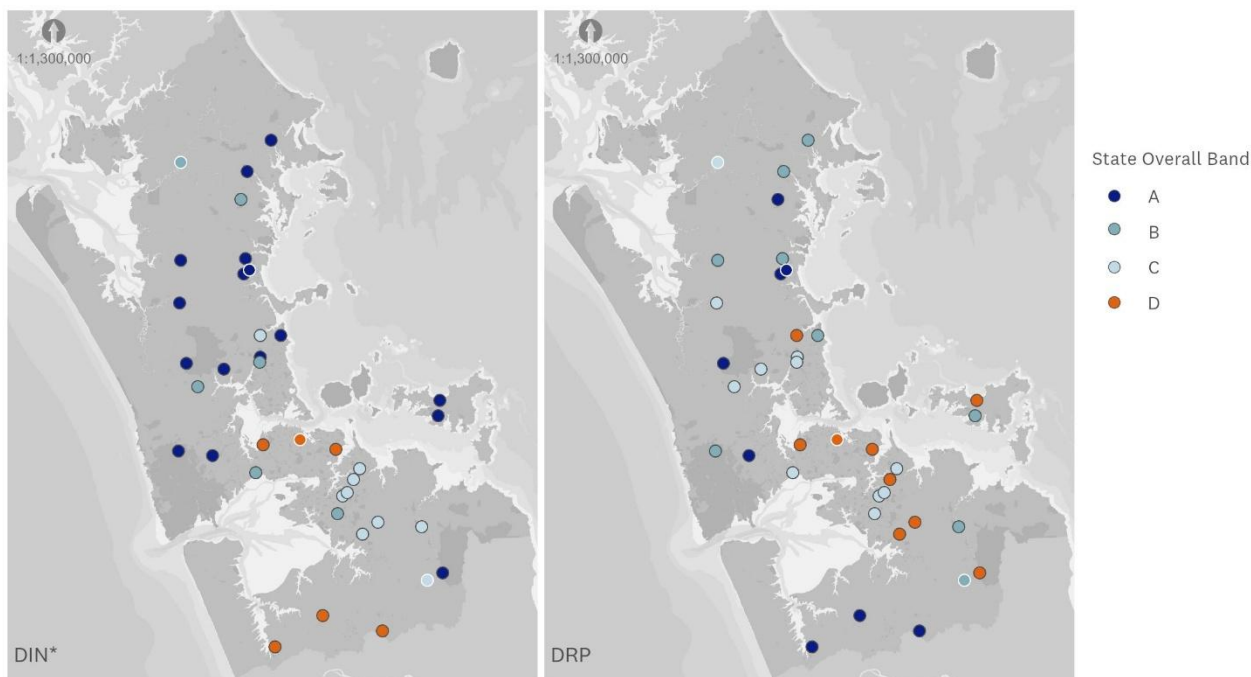 1:1,300,000
1:1,300,000
State Overall Band
A
B
C
D
DIN*
DRP